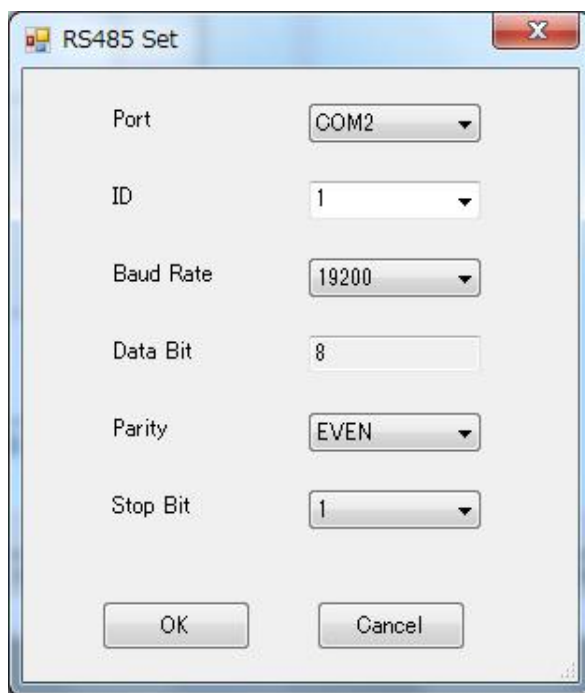 RS485 Set
Port COM2
ID 1
Baud Rate 19200
Data Bit 8
Parity EVEN
Stop Bit 1
OK Cancel